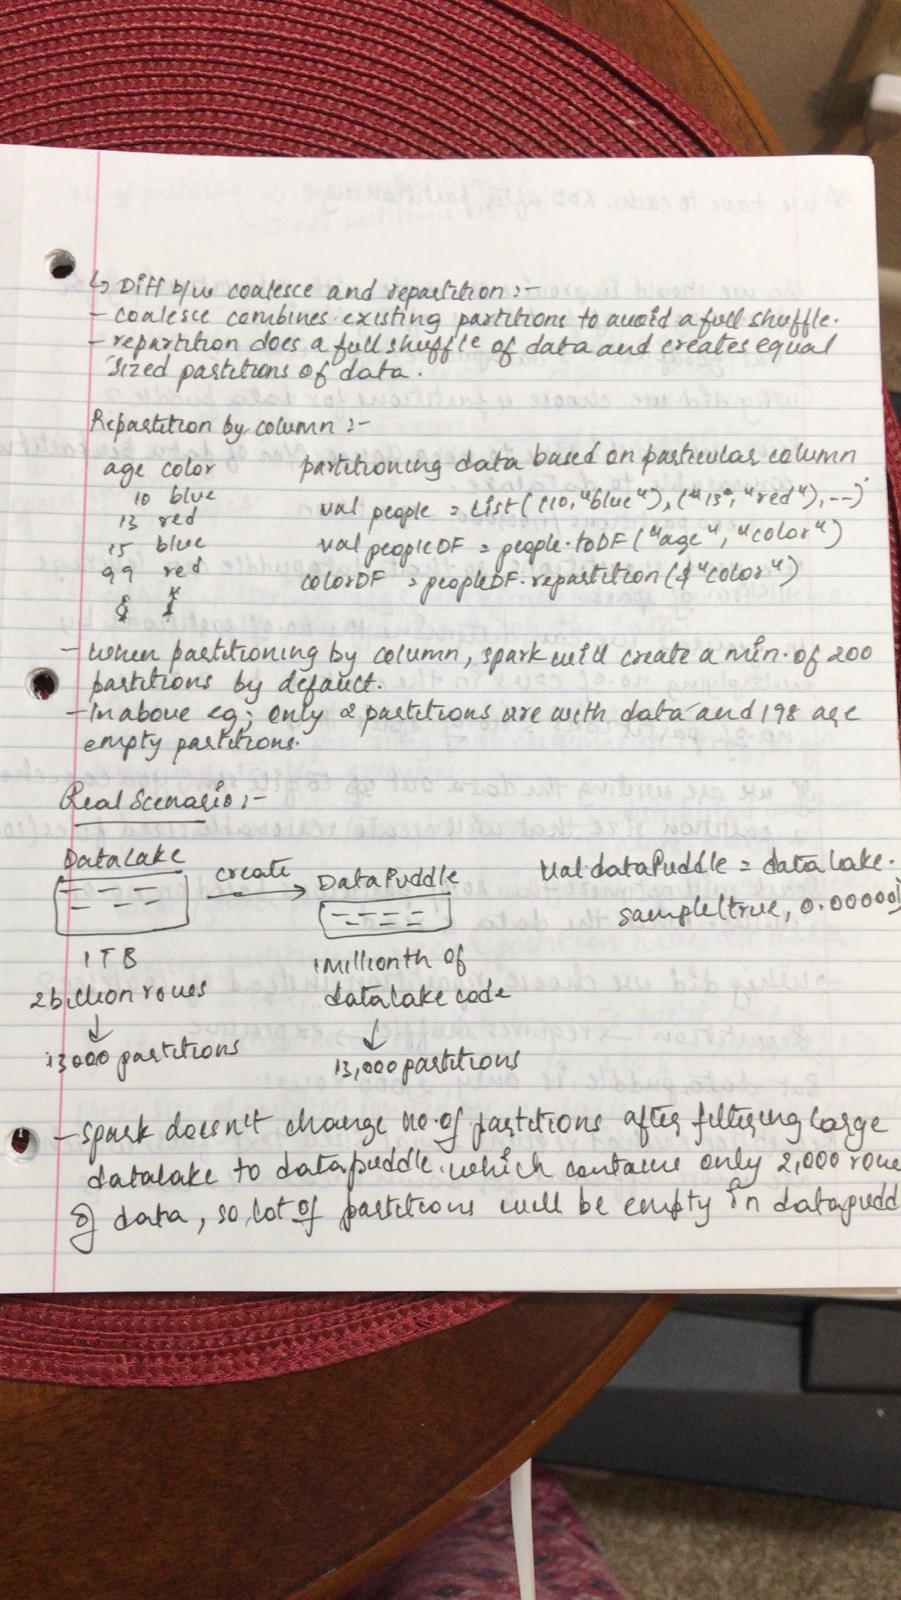 ↳ Diff b/w coalesce and repartition :-
- coalesce combines existing partitions to avoid a full shuffle.
- repartition does a full shuffle of data and creates equal
sized partitions of data.
Repartition by column :-
age color partitioning data based on particular column
10 blue val people = List((10, "blue"), ("13", "red"), --)
13 red
15 blue val peopleDF = people.toDF("age", "color")
99 red colorDF = peopleDF.repartition($"color")
- When partitioning by column, spark will create a min. of 200
partitions by default.
- In above eg; only 2 partitions are with data and 198 are
empty partitions.
Real Scenario :-
DataLake create DataPuddle val dataPuddle = datalake.
sample(true, 0.000001
1TB 1 millionth of
2 billion rows datalake code
↓ ↓
13000 partitions 13,000 partitions
- spark doesn't change no. of partitions after filtering large
datalake to datapuddle which contains only 2,000 rows
of data, so, lot of partitions will be empty in datapudd